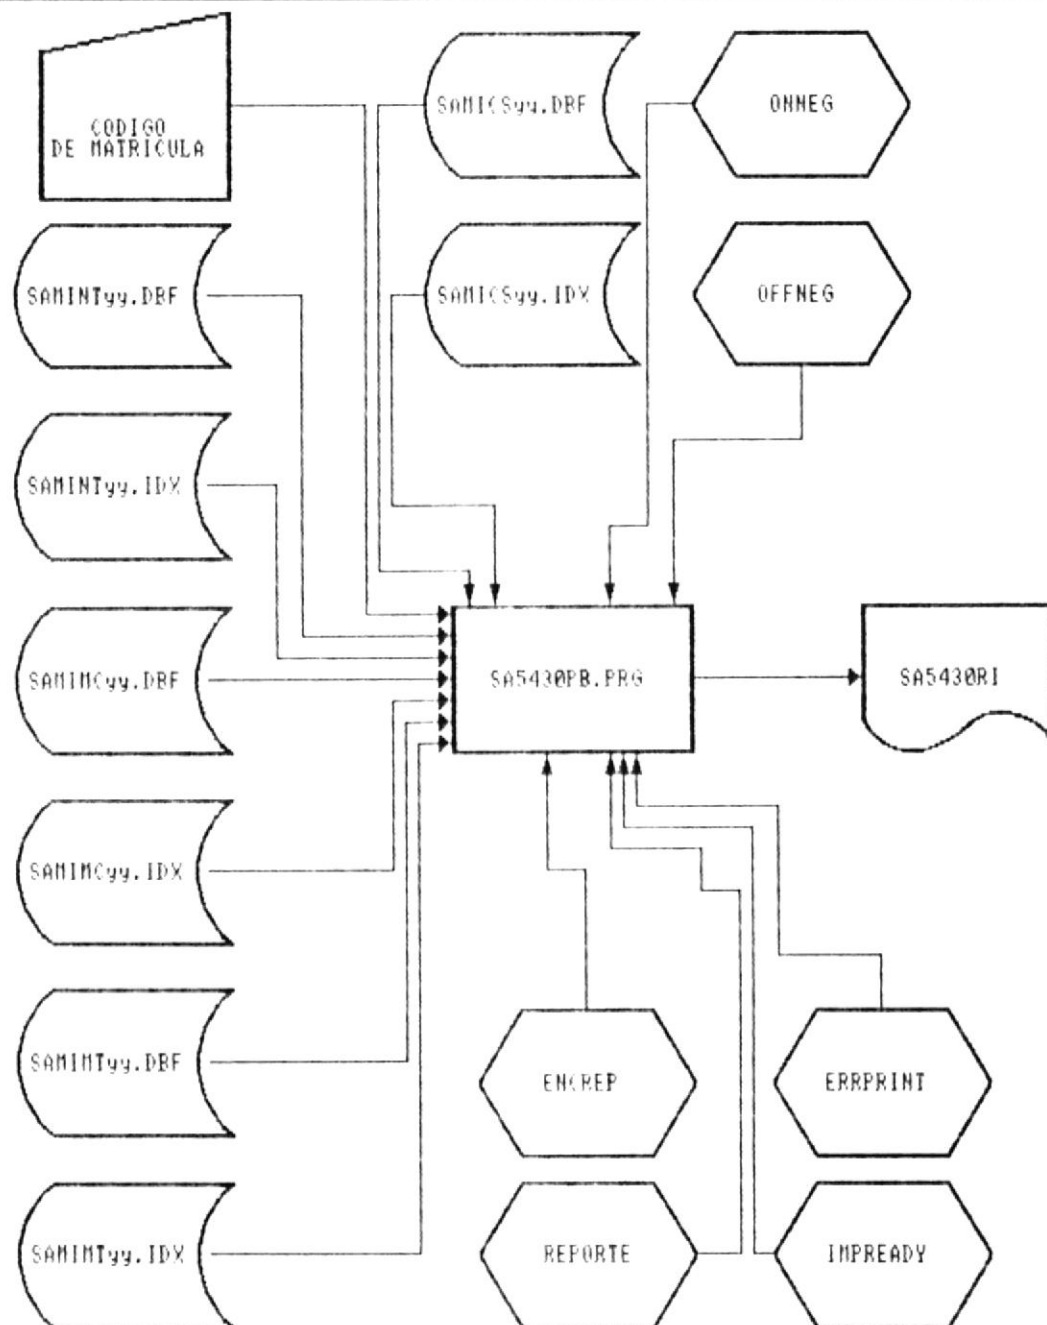 CODIGO
DE MATRICULA
SAMICSyy.DBF
ONNEG
SAMINTyy.DBF
SAMICSyy.IDX
OFFNEG
SAMINTyy.IDX
SAMIMCyy.DBF
SA5430PB.PRG
SA5430RI
SAMIMCyy.IDX
SAMIMTyy.DBF
ENCREP
ERRPRINT
SAMIMTyy.IDX
REPORTE
IMPREADY